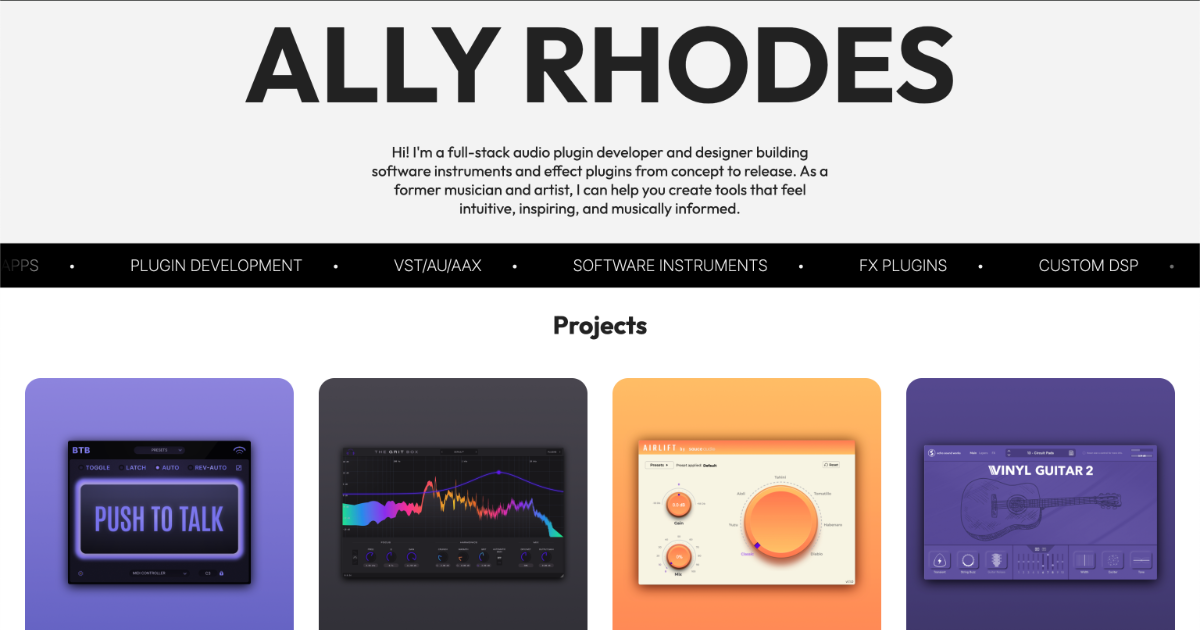 ALLY RHODES
Hi! I'm a full-stack audio plugin developer and designer building
software instruments and effect plugins from concept to release. As a
former musician and artist, I can help you create tools that feel
intuitive, inspiring, and musically informed.
APPS • PLUGIN DEVELOPMENT • VST/AU/AAX • SOFTWARE INSTRUMENTS • FX PLUGINS • CUSTOM DSP •
Projects
BTB
PRESETS
TOGGLE LATCH AUTO REV-AUTO
PUSH TO TALK
MIDI CONTROLLER
THE GRIT BOX
AIRLIFT
Presets
Preset applied: Default
Reset
Gain
Mix
Classic
VINYL GUITAR 2